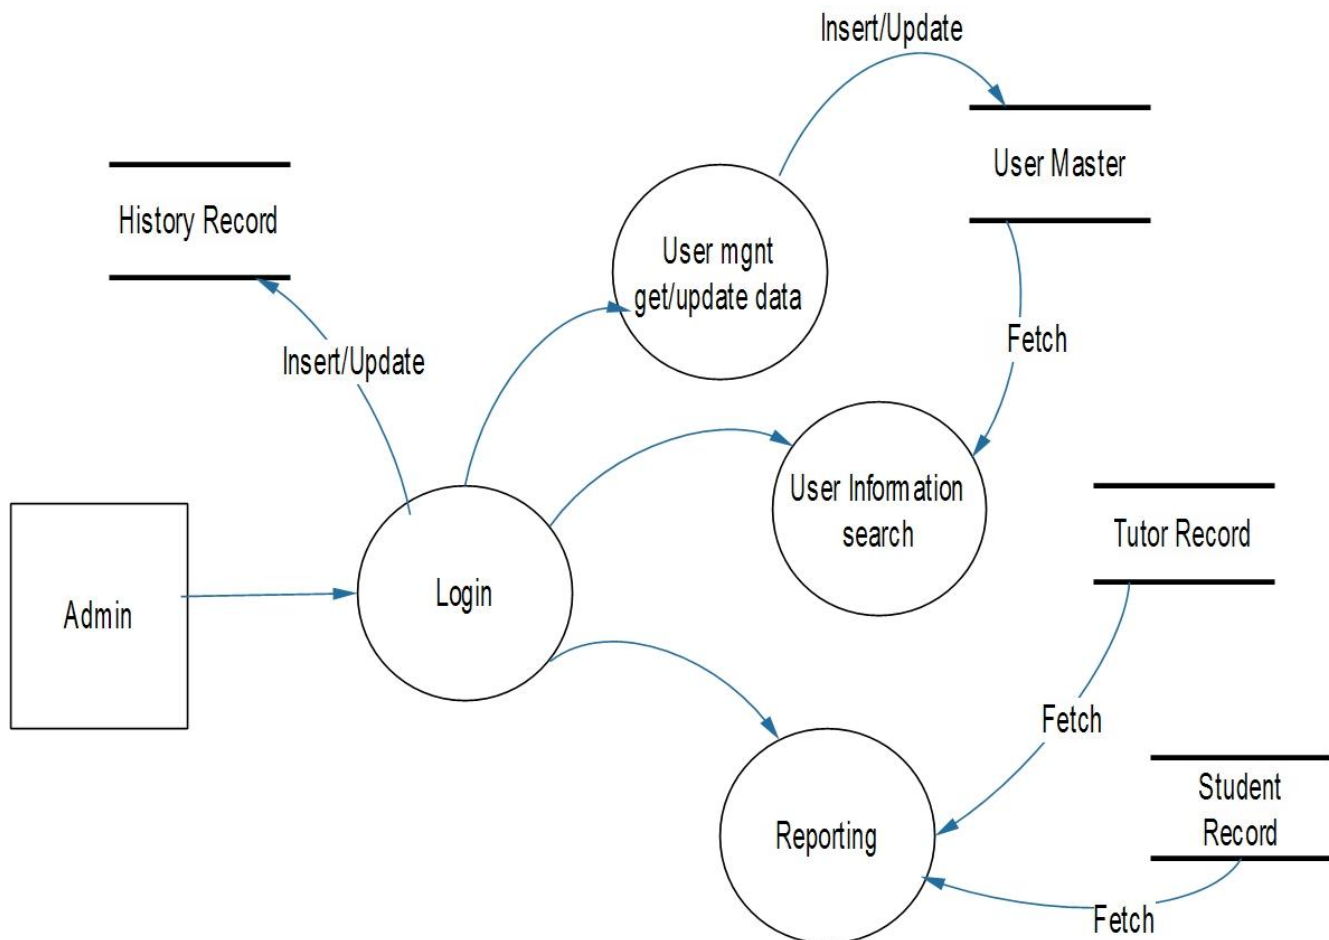 Insert/Update
User Master
History Record
User mgnt
get/update data
Fetch
Insert/Update
User Information
search
Tutor Record
Login
Admin
Fetch
Student
Record
Reporting
Fetch